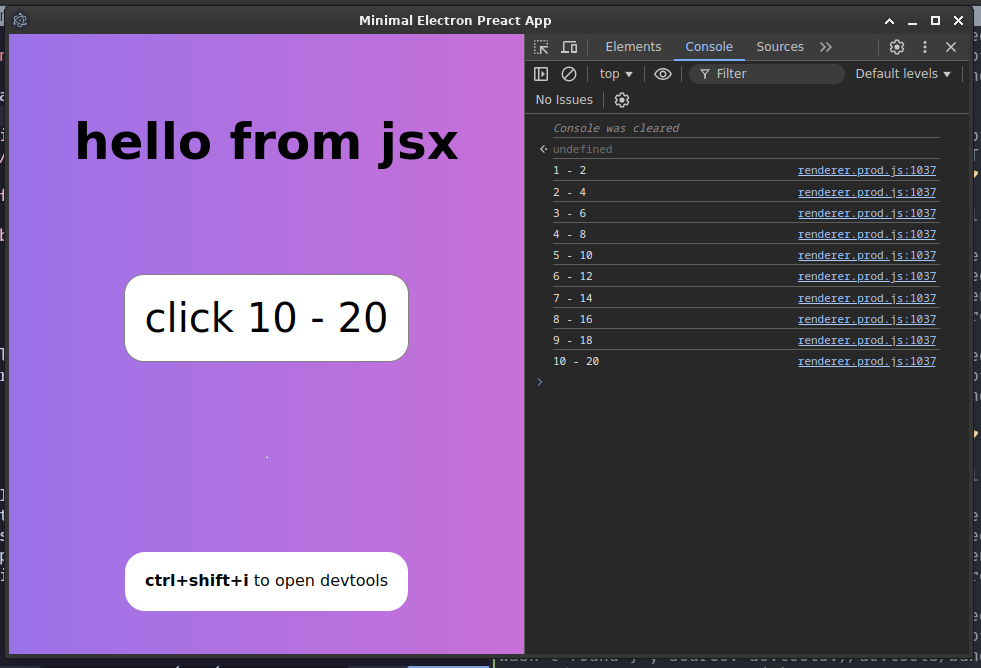 Minimal Electron Preact App
hello from jsx
click 10 - 20
ctrl+shift+i to open devtools
Elements Console Sources
top Filter Default levels
No Issues
Console was cleared
undefined
1 - 2 renderer.prod.js:1037
2 - 4 renderer.prod.js:1037
3 - 6 renderer.prod.js:1037
4 - 8 renderer.prod.js:1037
5 - 10 renderer.prod.js:1037
6 - 12 renderer.prod.js:1037
7 - 14 renderer.prod.js:1037
8 - 16 renderer.prod.js:1037
9 - 18 renderer.prod.js:1037
10 - 20 renderer.prod.js:1037